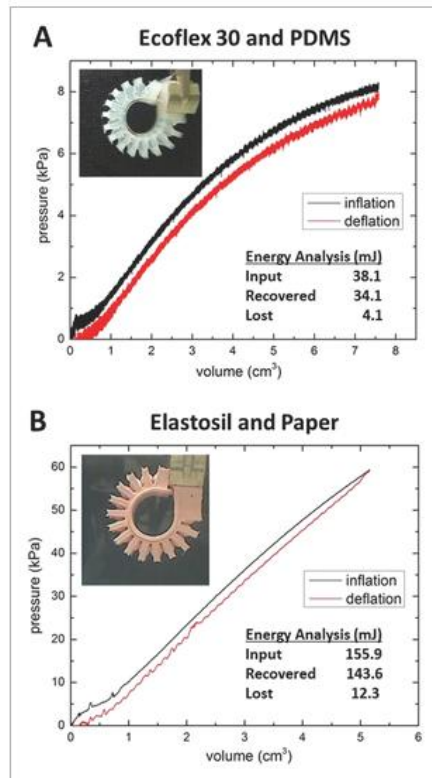 A
Ecoflex 30 and PDMS
8
6
4
2
0
pressure (kPa)
inflation
deflation
Energy Analysis (mJ)
Input 38.1
Recovered 34.1
Lost 4.1
0 1 2 3 4 5 6 7 8
volume (cm³)
B
Elastosil and Paper
60
50
40
30
20
10
0
pressure (kPa)
inflation
deflation
Energy Analysis (mJ)
Input 155.9
Recovered 143.6
Lost 12.3
0 1 2 3 4 5 6
volume (cm³)